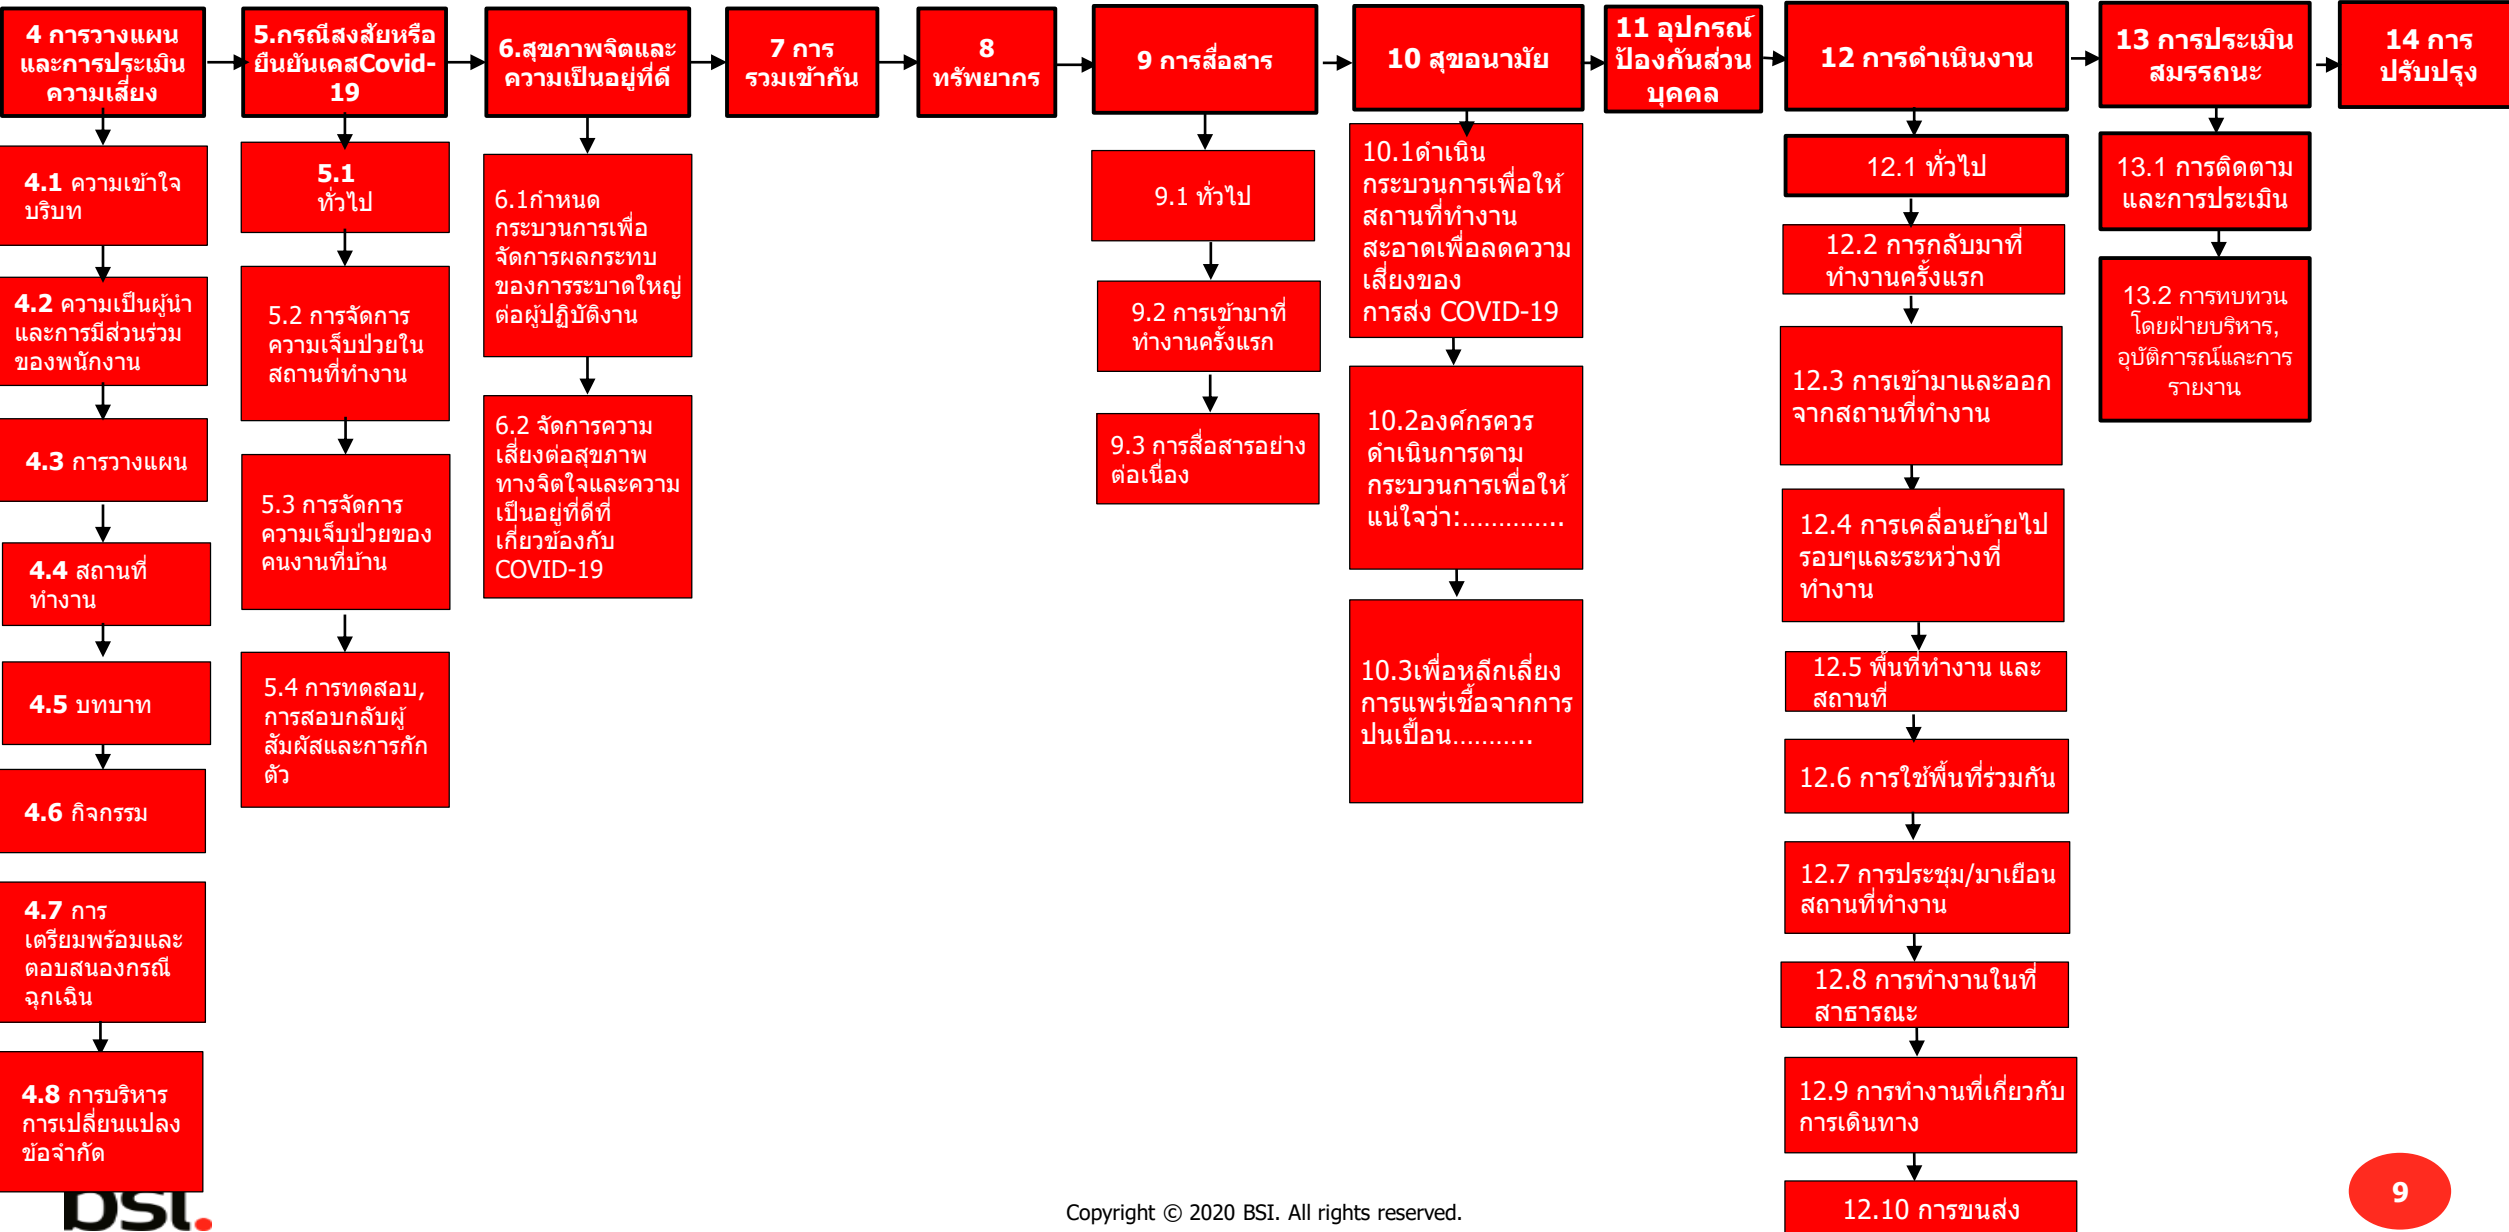 4 การวางแผน
และการประเมิน
ความเสี่ยง
4.1 ความเข้าใจ
บริบท
4.2 ความเป็นผู้นำ
และการมีส่วนร่วม
ของพนักงาน
4.3 การวางแผน
4.4 สถานที่
ทำงาน
4.5 บทบาท
4.6 กิจกรรม
4.7 การ
เตรียมพร้อมและ
ตอบสนองกรณี
ฉุกเฉิน
4.8 การบริหาร
การเปลี่ยนแปลง
ข้อจำกัด
5.กรณีสงสัยหรือ
ยืนยันเคสCovid-
19
5.1
ทั่วไป
5.2 การจัดการ
ความเจ็บป่วยใน
สถานที่ทำงาน
5.3 การจัดการ
ความเจ็บป่วยของ
คนงานที่บ้าน
5.4 การทดสอบ,
การสอบกลับผู้
สัมผัสและการกัก
ตัว
6.สุขภาพจิตและ
ความเป็นอยู่ที่ดี
6.1กำหนด
กระบวนการเพื่อ
จัดการผลกระทบ
ของการระบาดใหญ่
ต่อผู้ปฏิบัติงาน
6.2 จัดการความ
เสี่ยงต่อสุขภาพ
ทางจิตใจและความ
เป็นอยู่ที่ดีที่
เกี่ยวข้องกับ
COVID-19
7 การ
รวมเข้ากัน
8
ทรัพยากร
9 การสื่อสาร
9.1 ทั่วไป
9.2 การเข้ามาที่
ทำงานครั้งแรก
9.3 การสื่อสารอย่าง
ต่อเนื่อง
10 สุขอนามัย
10.1ดำเนิน
กระบวนการเพื่อให้
สถานที่ทำงาน
สะอาดเพื่อลดความ
เสี่ยงของ
การส่ง COVID-19
10.2องค์กรควร
ดำเนินการตาม
กระบวนการเพื่อให้
แน่ใจว่า:..............
10.3เพื่อหลีกเลี่ยง
การแพร่เชื้อจากการ
ปนเปื้อน...........
11 อุปกรณ์
ป้องกันส่วน
บุคคล
12 การดำเนินงาน
12.1 ทั่วไป
12.2 การกลับมาที่
ทำงานครั้งแรก
12.3 การเข้ามาและออก
จากสถานที่ทำงาน
12.4 การเคลื่อนย้ายไป
รอบๆและระหว่างที่
ทำงาน
12.5 พื้นที่ทำงาน และ
สถานที่
12.6 การใช้พื้นที่ร่วมกัน
12.7 การประชุม/มาเยือน
สถานที่ทำงาน
12.8 การทำงานในที่
สาธารณะ
12.9 การทำงานที่เกี่ยวกับ
การเดินทาง
12.10 การขนส่ง
13 การประเมิน
สมรรถนะ
13.1 การติดตาม
และการประเมิน
13.2 การทบทวน
โดยฝ่ายบริหาร,
อุบัติการณ์และการ
รายงาน
14 การ
ปรับปรุง
bsi.
Copyright © 2020 BSI. All rights reserved.
9